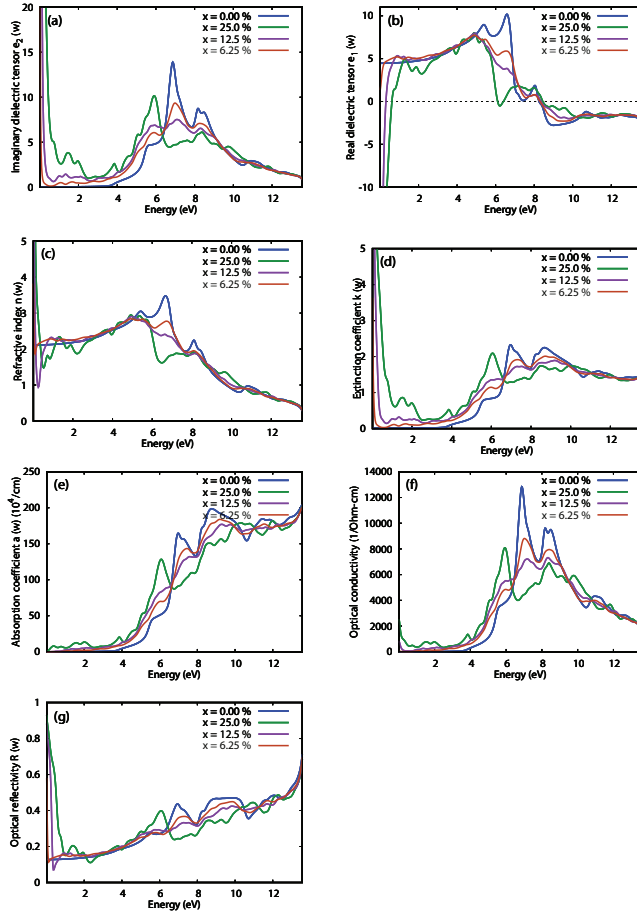 (a)
x = 0.00 %
x = 25.0 %
x = 12.5 %
x = 6.25 %
20
15
10
5
0
2
4
6
8
10
12
Imaginary dielectric tensore e₂ (w)
Energy (eV)
(b)
x = 0.00 %
x = 25.0 %
x = 12.5 %
x = 6.25 %
10
5
0
-5
-10
0
2
4
6
8
10
12
Real dielectric tensor e₁ (w)
Energy (eV)
(c)
x = 0.00 %
x = 25.0 %
x = 12.5 %
x = 6.25 %
5
4
3
2
1
0
2
4
6
8
10
12
Refractive index n (w)
Energy (eV)
(d)
x = 0.00 %
x = 25.0 %
x = 12.5 %
x = 6.25 %
5
4
3
2
1
0
2
4
6
8
10
12
Extinction coefficient k (w)
Energy (eV)
(e)
x = 0.00 %
x = 25.0 %
x = 12.5 %
x = 6.25 %
250
200
150
100
50
0
2
4
6
8
10
12
Absorption coefficient a (w) (10⁴/cm)
Energy (eV)
(f)
x = 0.00 %
x = 25.0 %
x = 12.5 %
x = 6.25 %
14000
12000
10000
8000
6000
4000
2000
0
2
4
6
8
10
12
Optical conductivity (1/Ohm-cm)
Energy (eV)
(g)
x = 0.00 %
x = 25.0 %
x = 12.5 %
x = 6.25 %
1
0.8
0.6
0.4
0.2
0
2
4
6
8
10
12
Optical reflectivity R (w)
Energy (eV)